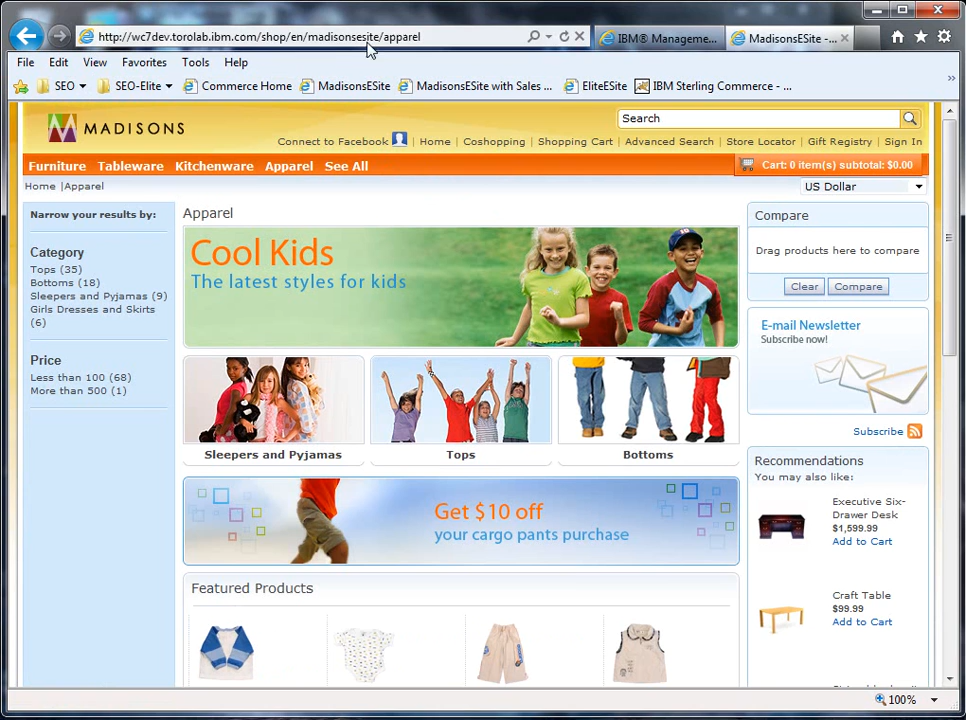 http://wc7dev.torolab.ibm.com/shop/en/madisonsesite/apparel
IBM® Manageme...
MadisonsESite -...
File Edit View Favorites Tools Help
SEO SEO-Elite Commerce Home MadisonsESite MadisonsESite with Sales ... EliteESite IBM Sterling Commerce - ...
MADISONS
Search
Connect to Facebook | Home | Coshopping | Shopping Cart | Advanced Search | Store Locator | Gift Registry | Sign In
Furniture Tableware Kitchenware Apparel See All
Cart: 0 item(s) subtotal: $0.00
Home |Apparel
US Dollar
Narrow your results by:
Category
Tops (35)
Bottoms (18)
Sleepers and Pyjamas (9)
Girls Dresses and Skirts
(6)
Price
Less than 100 (68)
More than 500 (1)
Apparel
Cool Kids
The latest styles for kids
Sleepers and Pyjamas
Tops
Bottoms
Get $10 off
your cargo pants purchase
Featured Products
Compare
Drag products here to compare
Clear Compare
E-mail Newsletter
Subscribe now!
Subscribe
Recommendations
You may also like:
Executive Six-
Drawer Desk
$1,599.99
Add to Cart
Craft Table
$99.99
Add to Cart
100%